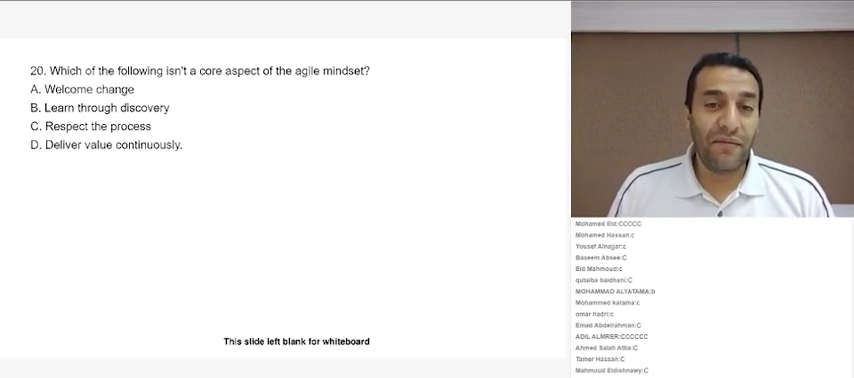 20. Which of the following isn't a core aspect of the agile mindset?
A. Welcome change
B. Learn through discovery
C. Respect the process
D. Deliver value continuously.
This slide left blank for whiteboard
Mohamed Eid:CCCCC
Mohamed Hassan:c
Yousef Alnajjar:c
Baseem Absee:C
Eid Mahmoud:c
qutaiba baidhani:C
MOHAMMAD ALYATAMA:b
Mohammed karama:c
omar hadri:c
Emad Abdelrahman:C
ADIL ALMRER:CCCCCC
Ahmed Salah Attia:C
Tamer Hassan:C
Mahmoud Eldishnawy:C